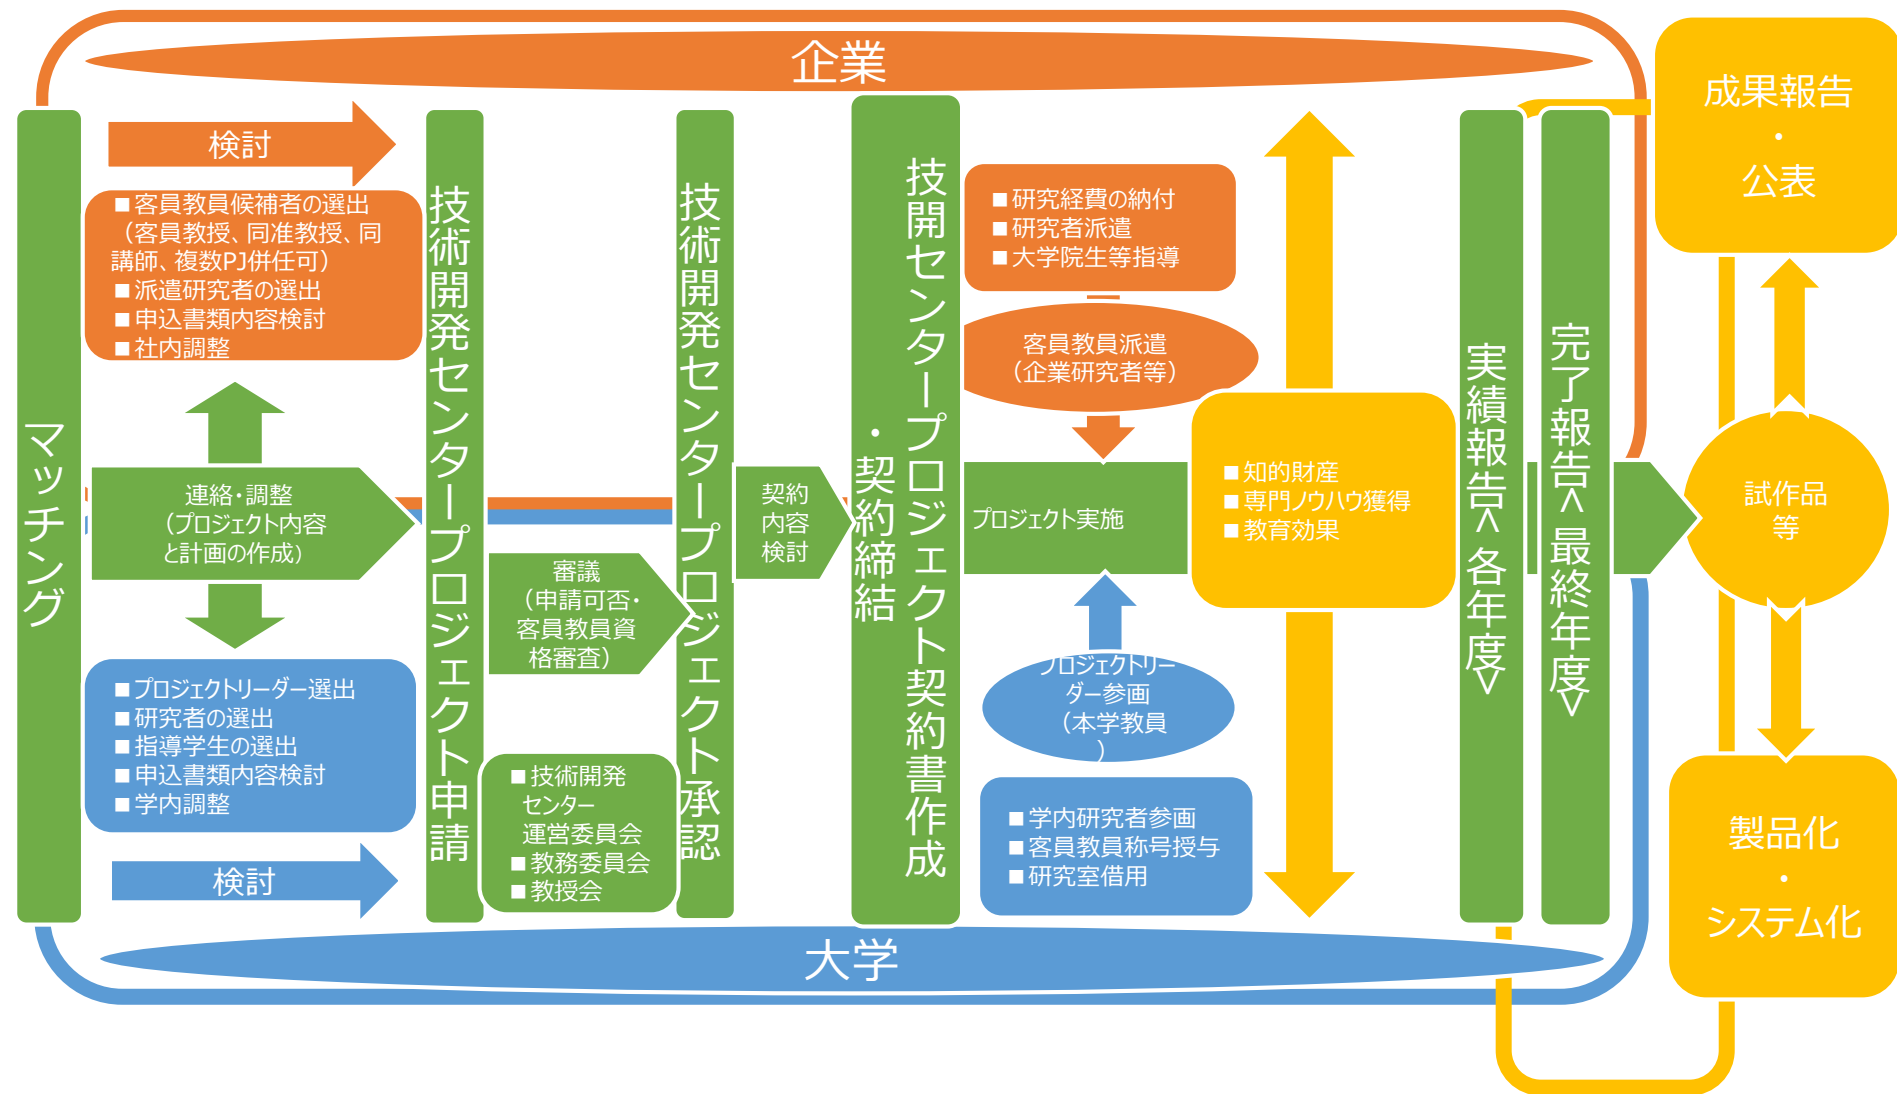 企業
マッチング
検討
■客員教員候補者の選出
（客員教授、同准教授、同
講師、複数PJ併任可）
■派遣研究者の選出
■申込書類内容検討
■社内調整
連絡・調整
（プロジェクト内容
と計画の作成）
■プロジェクトリーダー選出
■研究者の選出
■指導学生の選出
■申込書類内容検討
■学内調整
検討
技術開発センタープロジェクト申請
審議
（申請可否・
客員教員資
格審査）
■技術開発
センター
運営委員会
■教務委員会
■教授会
技術開発センタープロジェクト承認
契約
内容
検討
技開センタープロジェクト契約書作成
・契約締結
■研究経費の納付
■研究者派遣
■大学院生等指導
客員教員派遣
（企業研究者等）
プロジェクト実施
プロジェクトリー
ダー参画
（本学教員
）
■学内研究者参画
■客員教員称号授与
■研究室借用
■知的財産
■専門ノウハウ獲得
■教育効果
実績報告<各年度>
完了報告<最終年度>
成果報告
・
公表
試作品
等
製品化
・
システム化
大学